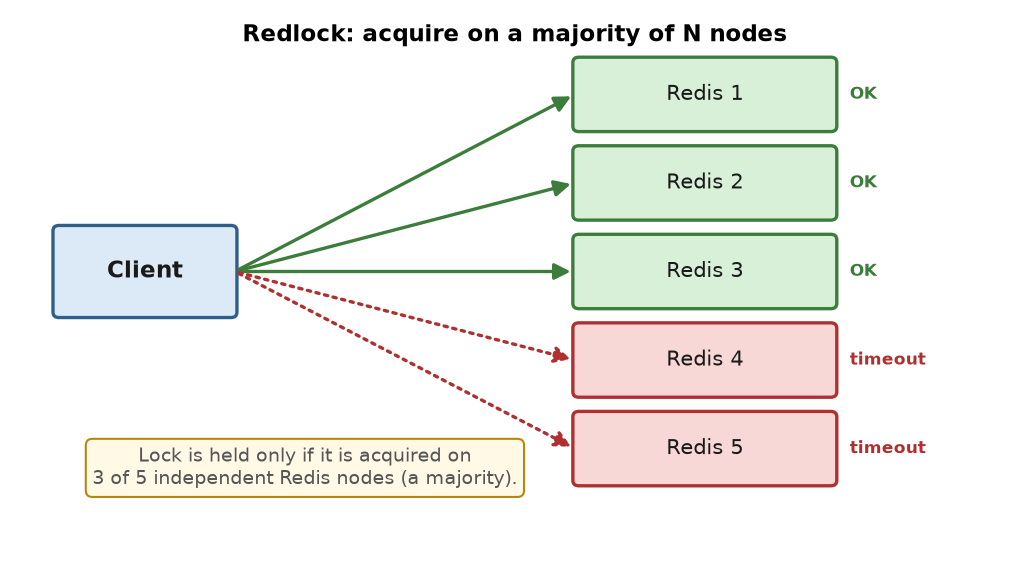 Redlock: acquire on a majority of N nodes
Redis 1
OK
Redis 2
OK
Client
Redis 3
OK
Redis 4
timeout
Redis 5
timeout
Lock is held only if it is acquired on
3 of 5 independent Redis nodes (a majority).